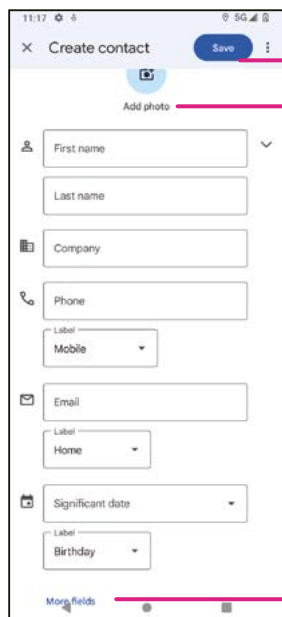 11:17 5G
Create contact Save
Add photo
First name
Last name
Company
Phone
Label
Mobile
Email
Label
Home
Significant date
Label
Birthday
More fields